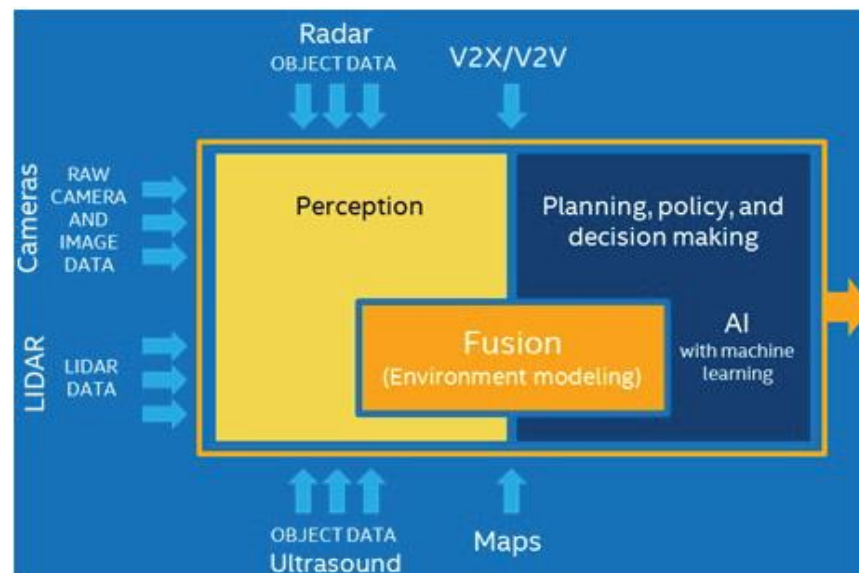 Radar
OBJECT DATA
V2X/V2V
Cameras
RAW
CAMERA
AND
IMAGE
DATA
Perception
Planning, policy, and
decision making
LIDAR
LIDAR
DATA
Fusion
(Environment modeling)
AI
with machine
learning
OBJECT DATA
Ultrasound
Maps